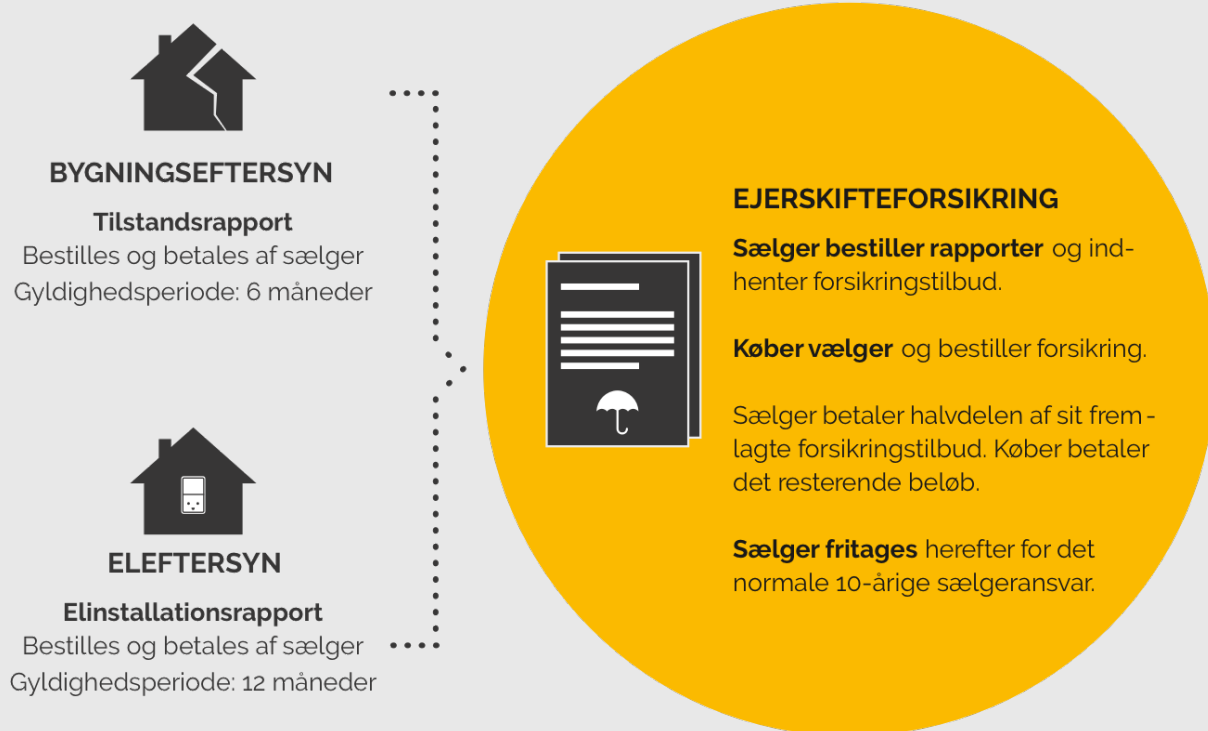 BYGNINGSEFTERSYN
Tilstandsrapport
Bestilles og betales af sælger
Gyldighedsperiode: 6 måneder
ELEFTERSYN
Elinstallationsrapport
Bestilles og betales af sælger
Gyldighedsperiode: 12 måneder
EJERSKIFTEFORSIKRING
Sælger bestiller rapporter og ind-
henter forsikringstilbud.
Køber vælger og bestiller forsikring.
Sælger betaler halvdelen af sit frem-
lagte forsikringstilbud. Køber betaler
det resterende beløb.
Sælger fritages herefter for det
normale 10-årige sælgeransvar.